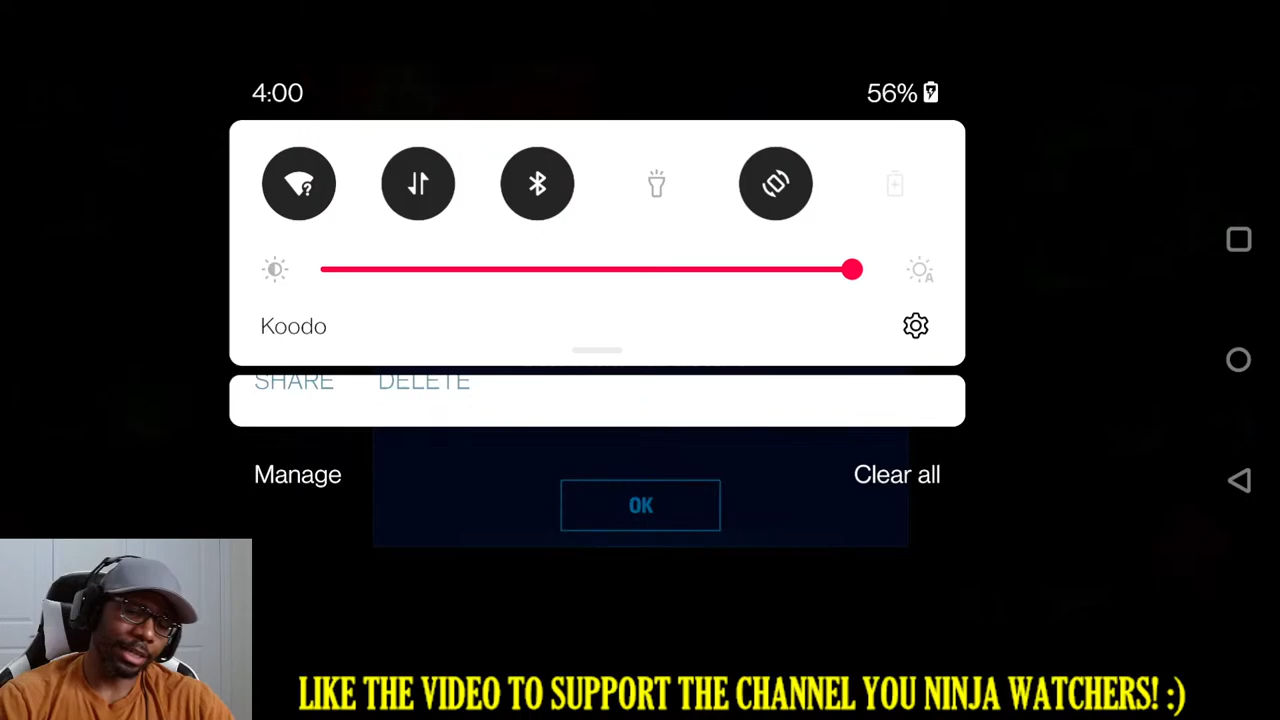 4:00 56%
Koodo
SHARE DELETE
Manage Clear all
OK
LIKE THE VIDEO TO SUPPORT THE CHANNEL YOU NINJA WATCHERS! :)